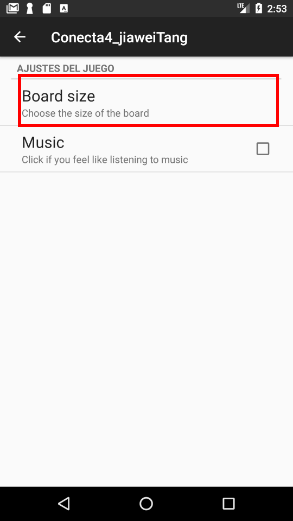 2:53
Conecta4_jiaweiTang
AJUSTES DEL JUEGO
Board size
Choose the size of the board
Music
Click if you feel like listening to music